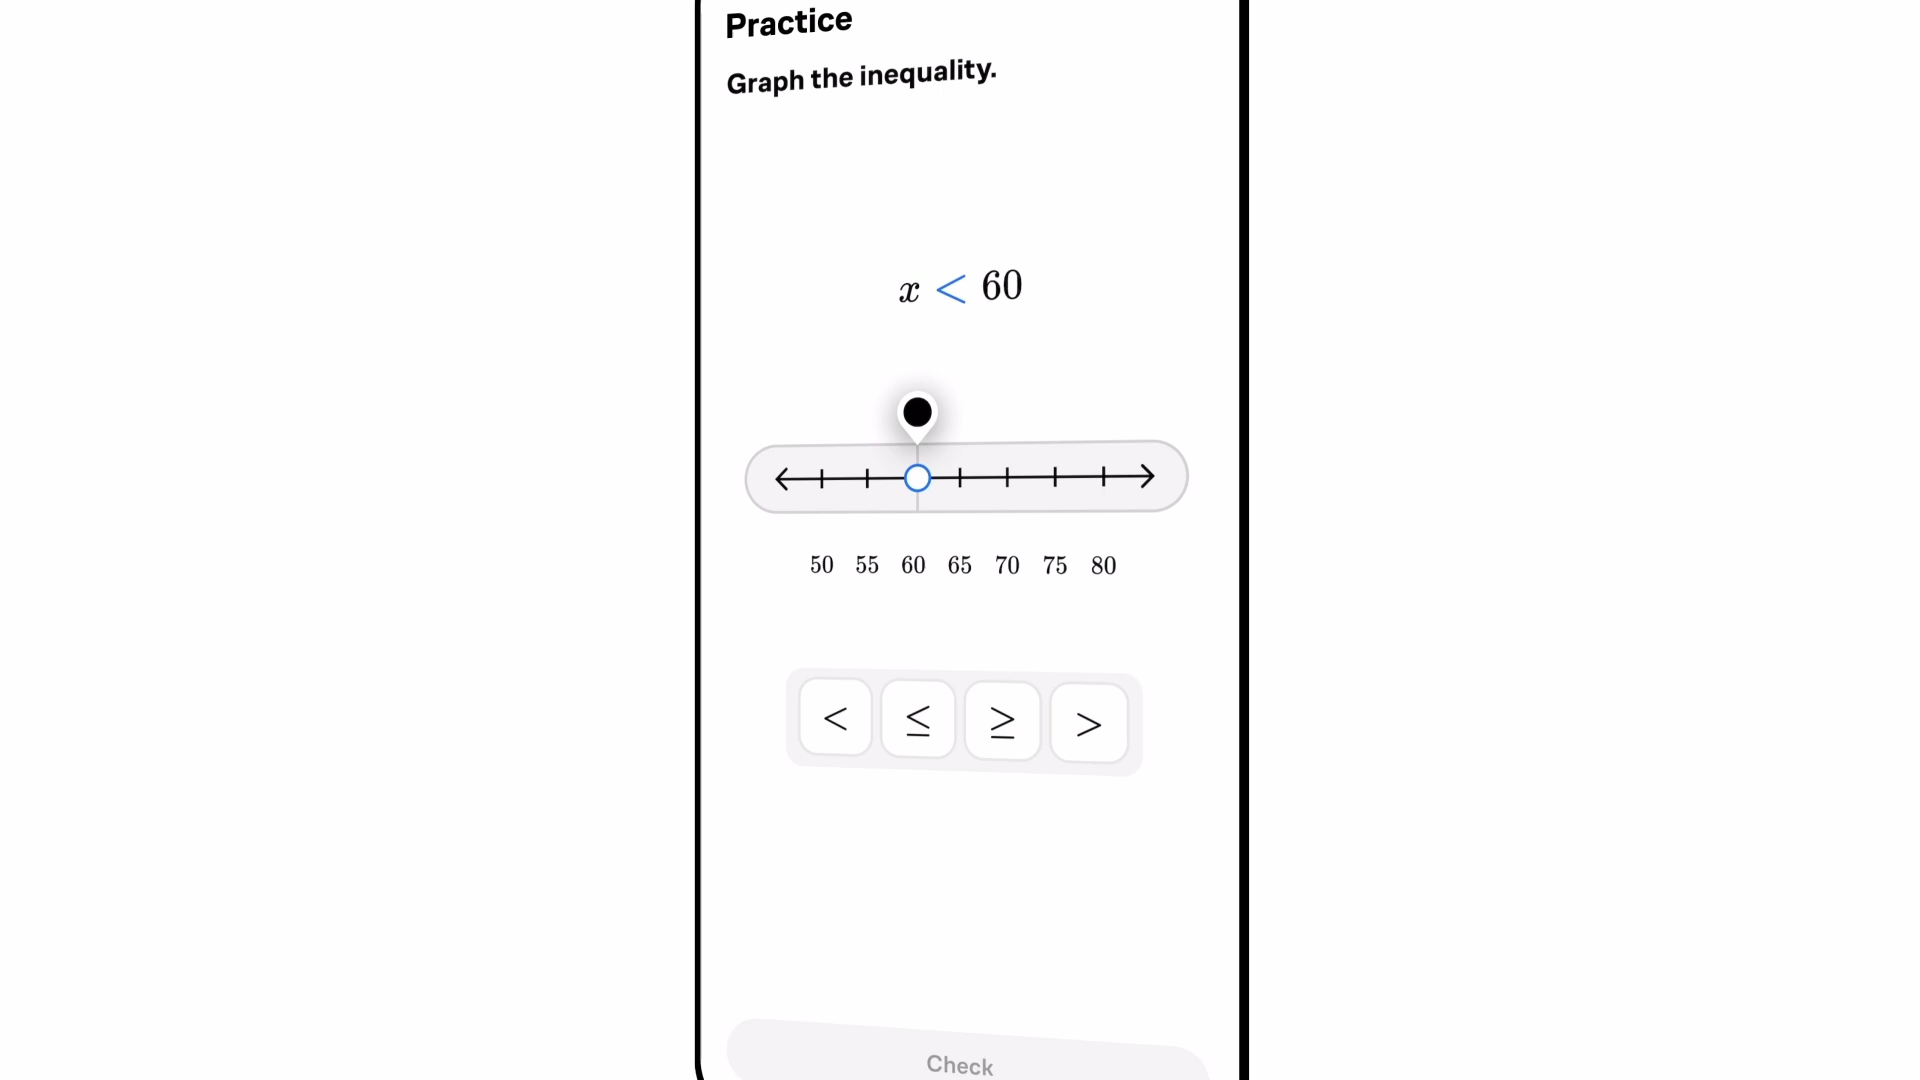 Practice
Graph the inequality.
x < 60
50 55 60 65 70 75 80
< ≤ ≥ >
Check